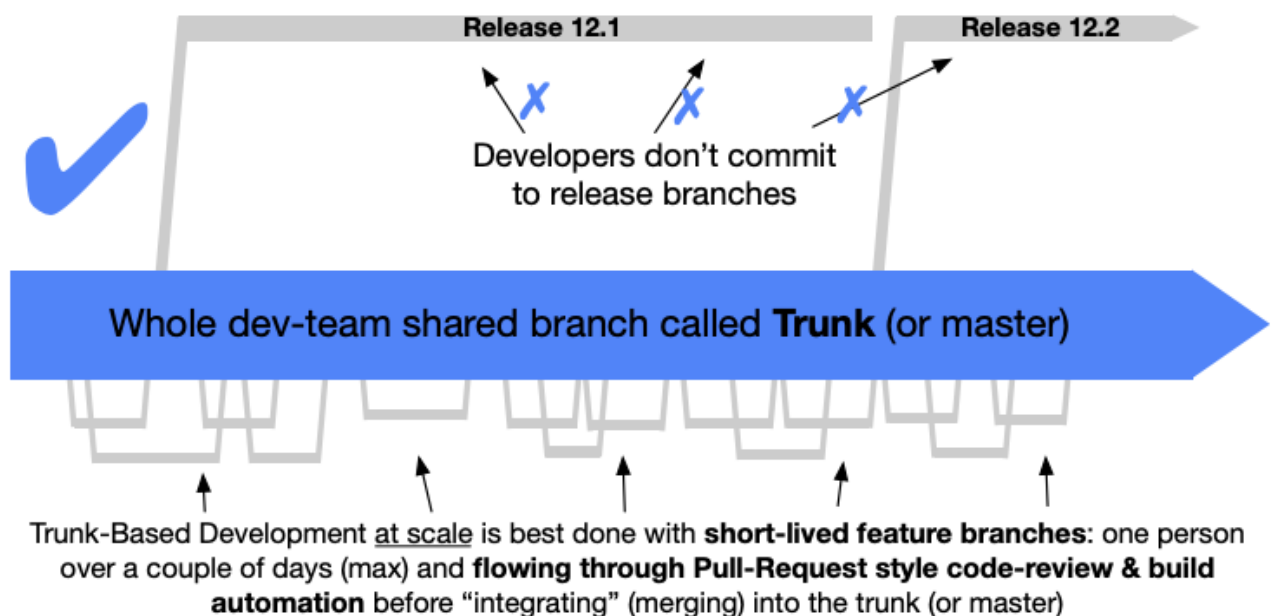 Release 12.1
Release 12.2
Developers don’t commit
to release branches
Whole dev-team shared branch called Trunk (or master)
Trunk-Based Development at scale is best done with short-lived feature branches: one person
over a couple of days (max) and flowing through Pull-Request style code-review & build
automation before “integrating” (merging) into the trunk (or master)